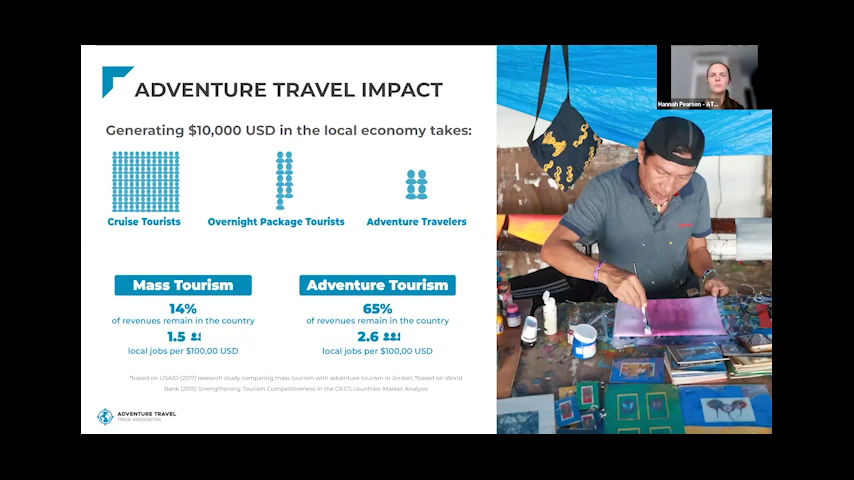 ADVENTURE TRAVEL IMPACT
Generating $10,000 USD in the local economy takes:
Cruise Tourists
Overnight Package Tourists
Adventure Travelers
Mass Tourism
14%
of revenues remain in the country
1.5
local jobs per $100,00 USD
Adventure Tourism
65%
of revenues remain in the country
2.6
local jobs per $100,00 USD
*based on USAID (2017) research study comparing mass tourism with adventure tourism in Jordan; *based on World
Bank (2015) Strengthening Tourism Competitiveness in the OECS countries: Market Analysis
ADVENTURE TRAVEL
TRADE ASSOCIATION
Hannah Pearson - AT...